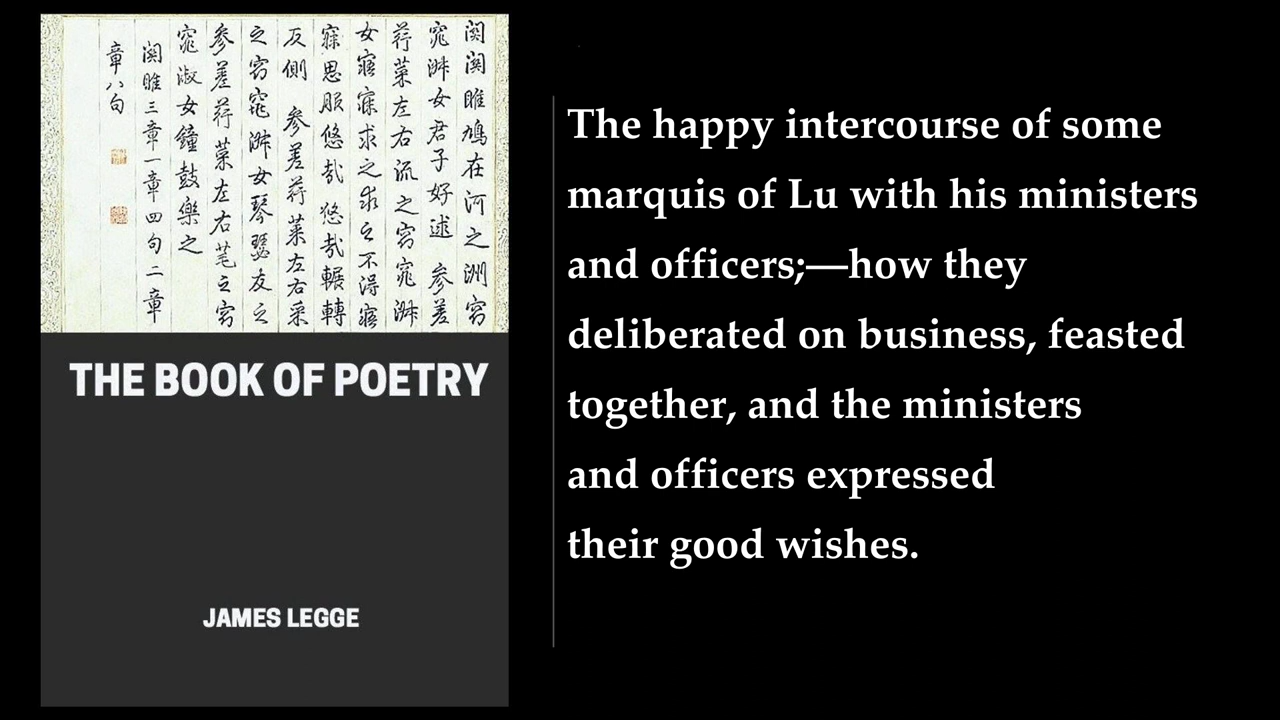 關關雎鳩在河之洲窈
窕淑女君子好逑 參差
荇菜左右流之窈窕淑
女寤寐求之求之不得寤
寐思服悠哉悠哉輾轉
反側 參差荇菜左右采
之窈窕淑女琴瑟友之
參差荇菜左右芼之窈
窕淑女鐘鼓樂之
關雎三章一章四句二章
章八句
THE BOOK OF POETRY
JAMES LEGGE
The happy intercourse of some
marquis of Lu with his ministers
and officers;—how they
deliberated on business, feasted
together, and the ministers
and officers expressed
their good wishes.